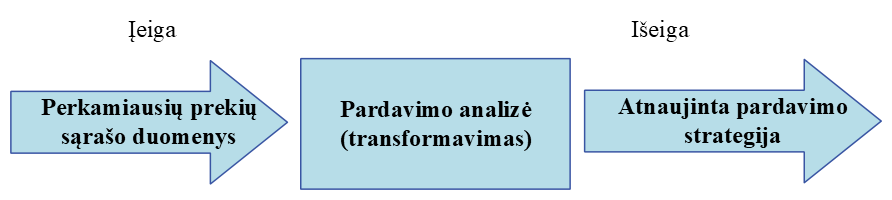 Įeiga
Išeiga
Perkamiausių prekių
sąrašo duomenys
Pardavimo analizė
(transformavimas)
Atnaujinta pardavimo
strategija